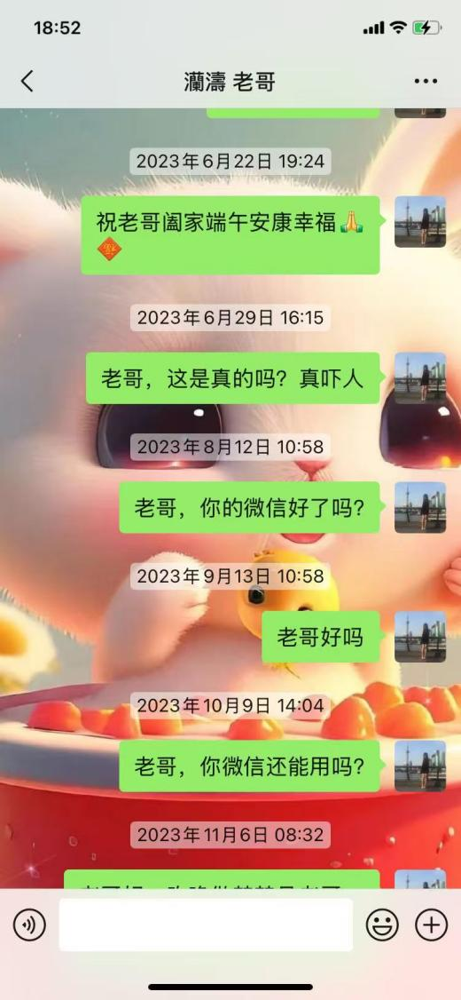 18:52
灡濤 老哥
2023年6月22日 19:24
祝老哥阖家端午安康幸福🙏
福
2023年6月29日 16:15
老哥，这是真的吗？真吓人
2023年8月12日 10:58
老哥，你的微信好了吗？
2023年9月13日 10:58
老哥好吗
2023年10月9日 14:04
老哥，你微信还能用吗？
2023年11月6日 08:32